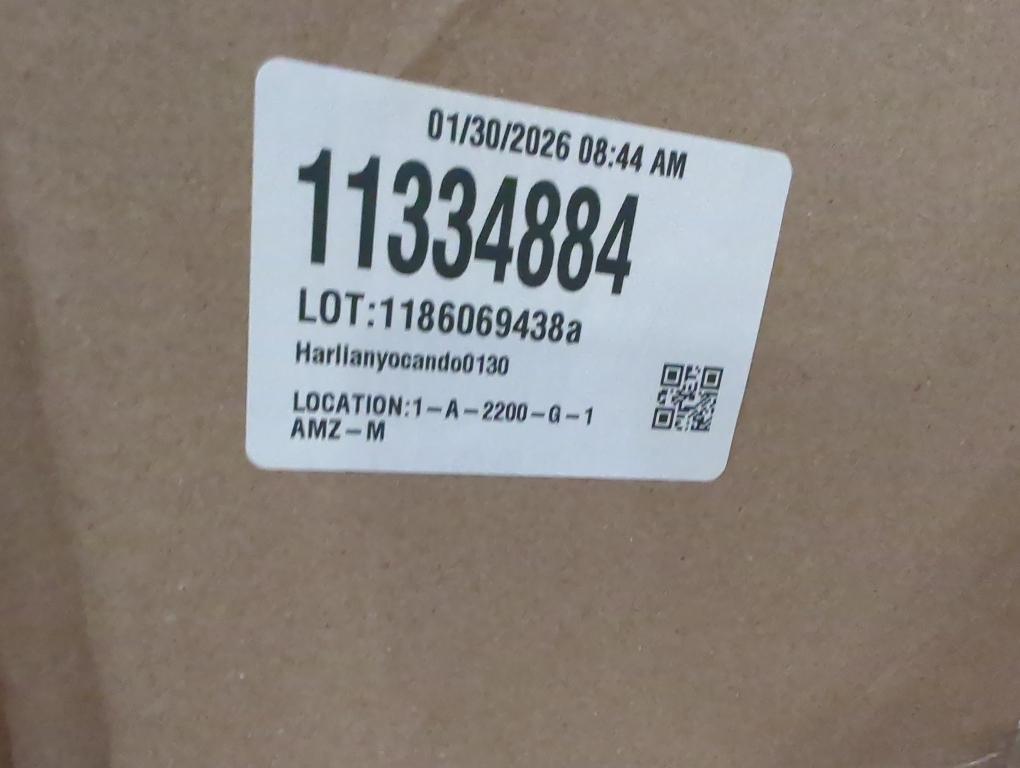 01/30/2026 08:44 AM
11334884
LOT:1186069438a
Harlianyocando0130
LOCATION:1-A-2200-G-1
AMZ-M